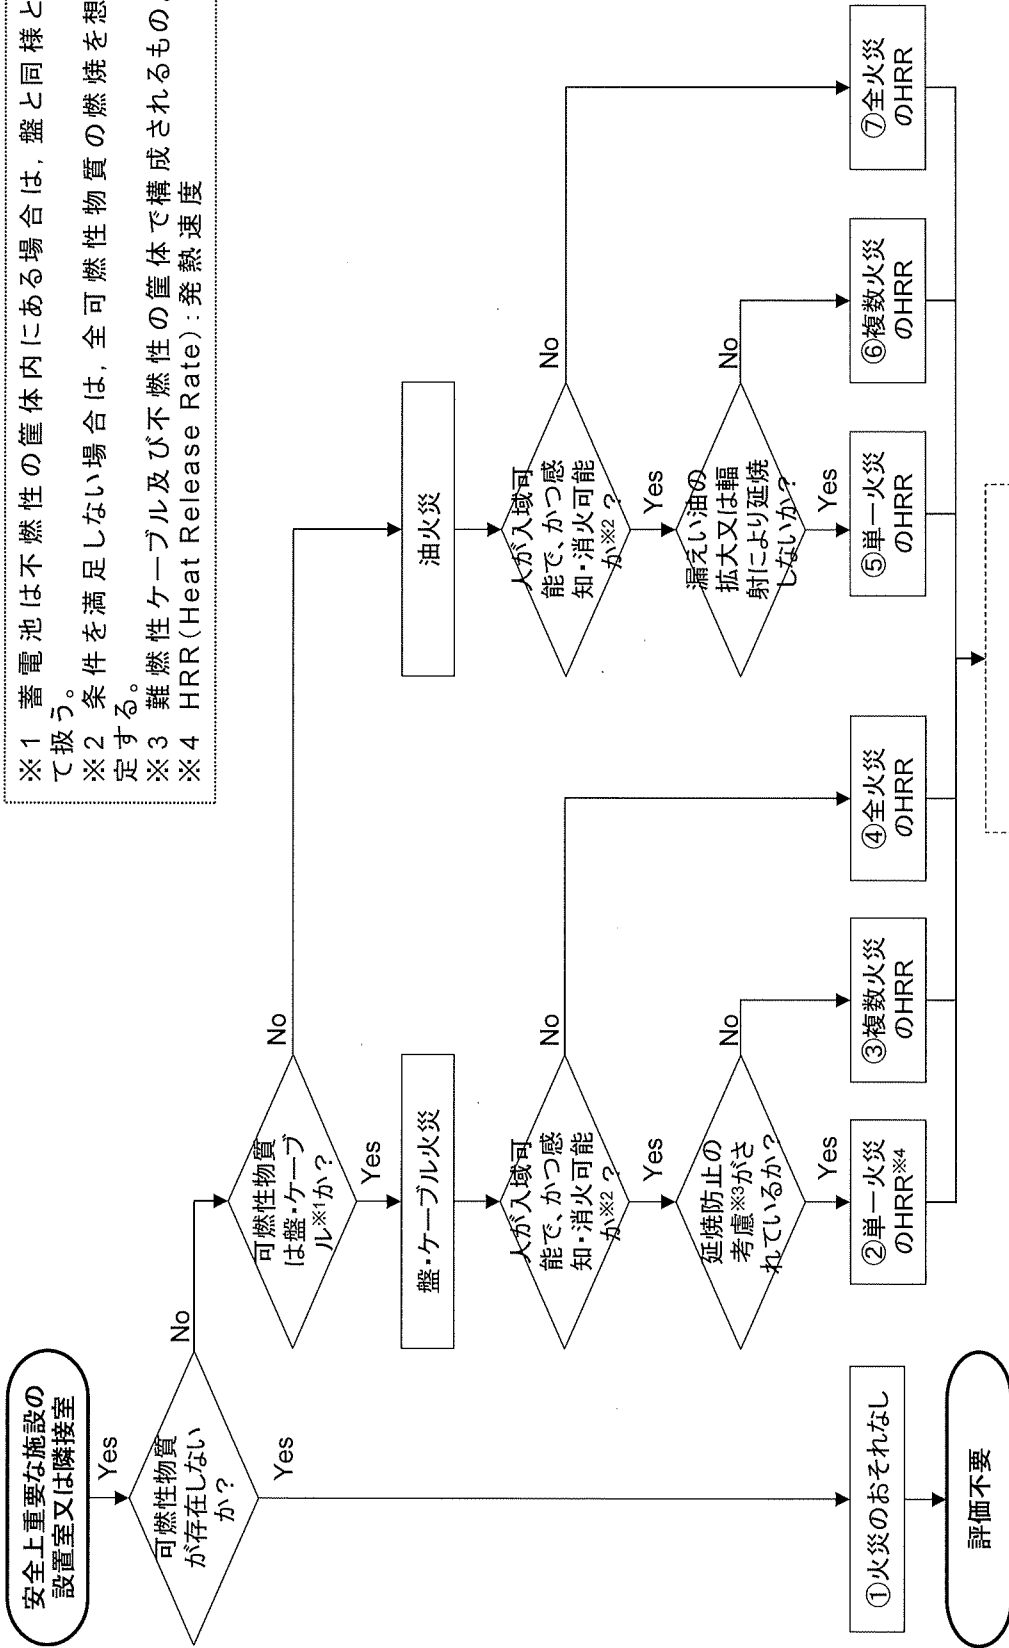 ※1　蓄電池は不燃性の筐体内にある場合は, 盤と同様と
て扱う。
※2　条件を満足しない場合は, 全可燃性物質の燃焼を想
定する。
※3　難燃性ケーブル及び不燃性の筐体で構成されるもの
※4　HRR(Heat Release Rate):発熱速度
安全上重要な施設の
設置室又は隣接室
Yes
可燃性物質
が存在しない
か?
No
Yes
可燃性物質
は盤・ケーブ
ル※1か?
No
Yes
盤・ケーブル火災
油火災
人が入域可
能で、かつ感
知・消火可能
か※2?
No
Yes
人が入域可
能で、かつ感
知・消火可能
か※2?
No
Yes
延焼防止の
考慮※3がさ
れているか?
No
Yes
漏えい油の
拡大又は輻
射により延焼
しないか?
No
Yes
①火災のおそれなし
②単一火災
のHRR※4
③複数火災
のHRR
④全火災
のHRR
⑤単一火災
のHRR
⑥複数火災
のHRR
⑦全火災
のHRR
評価不要